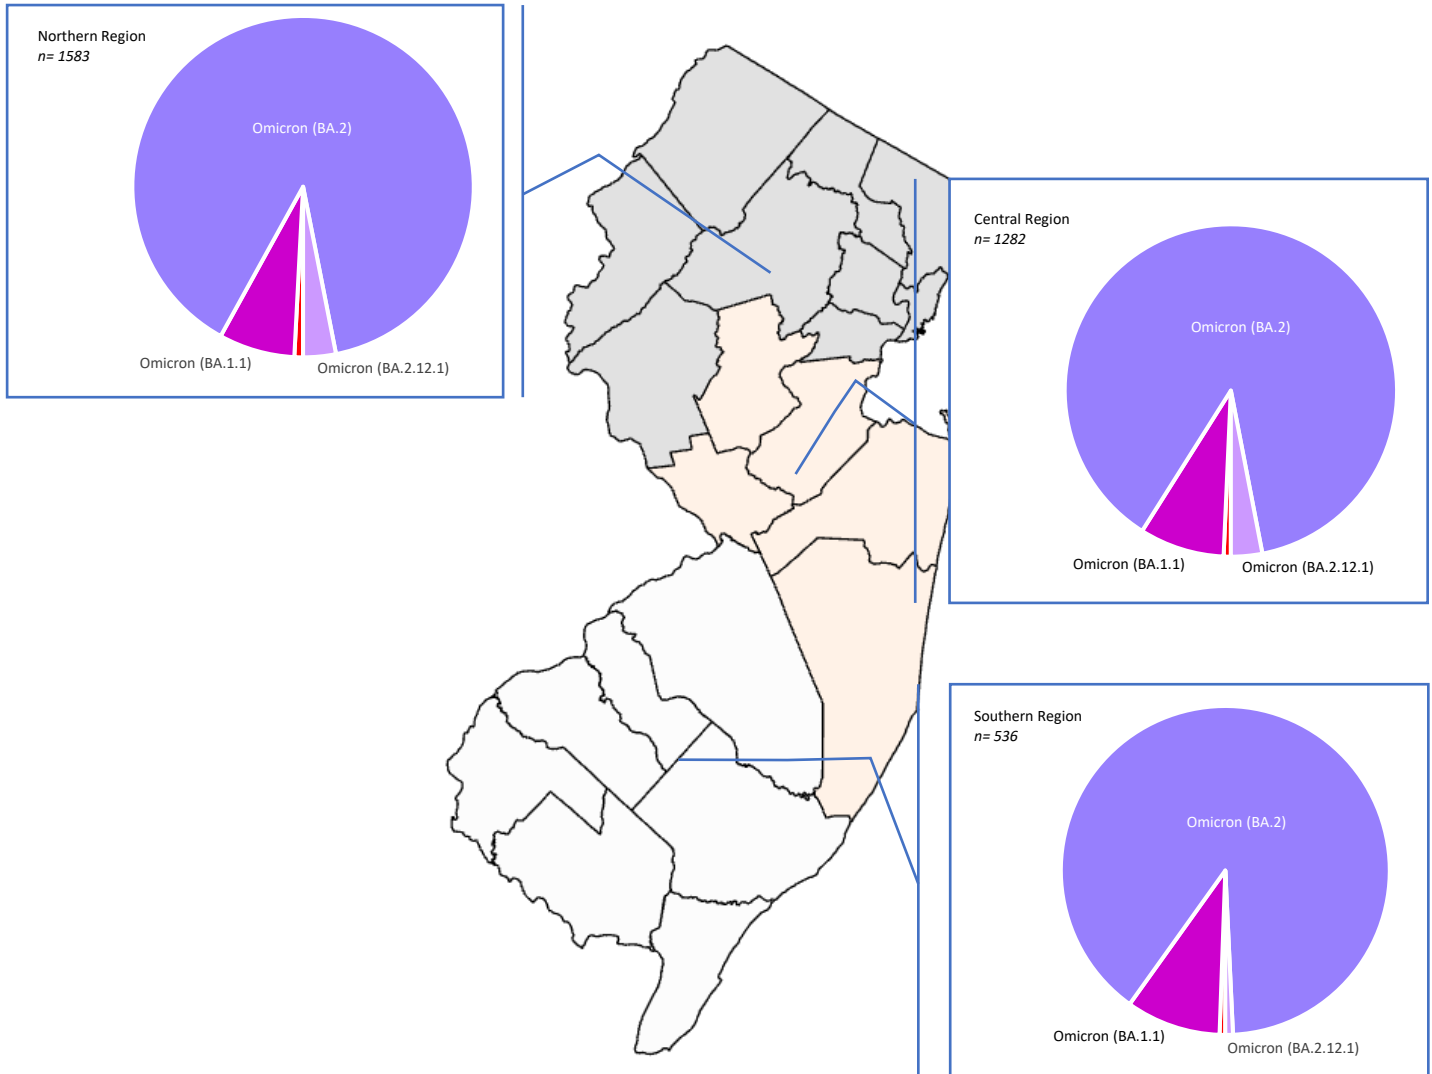 Northern Region
n= 1583
Omicron (BA.2)
Omicron (BA.1.1)
Omicron (BA.2.12.1)
Central Region
n= 1282
Omicron (BA.2)
Omicron (BA.1.1)
Omicron (BA.2.12.1)
Southern Region
n= 536
Omicron (BA.2)
Omicron (BA.1.1)
Omicron (BA.2.12.1)